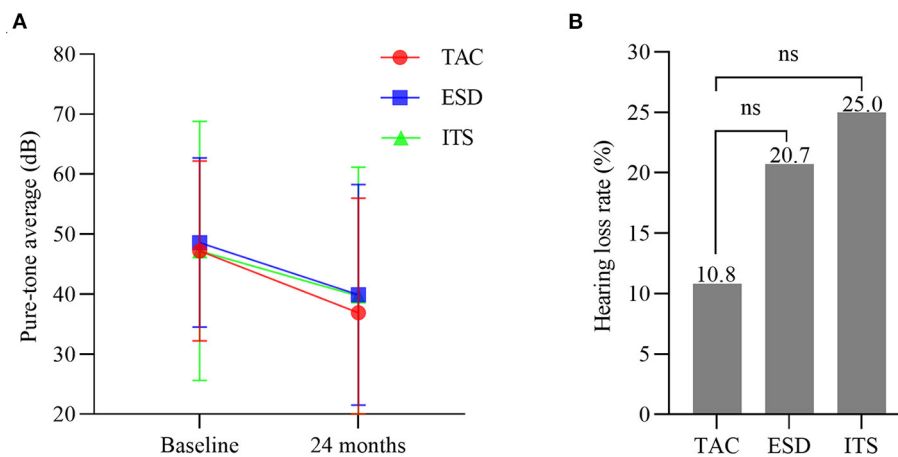 A
80
70
60
50
40
30
20
Pure-tone average (dB)
Baseline
24 months
TAC
ESD
ITS
B
30
25
20
15
10
5
0
Hearing loss rate (%)
ns
ns
10.8
20.7
25.0
TAC
ESD
ITS